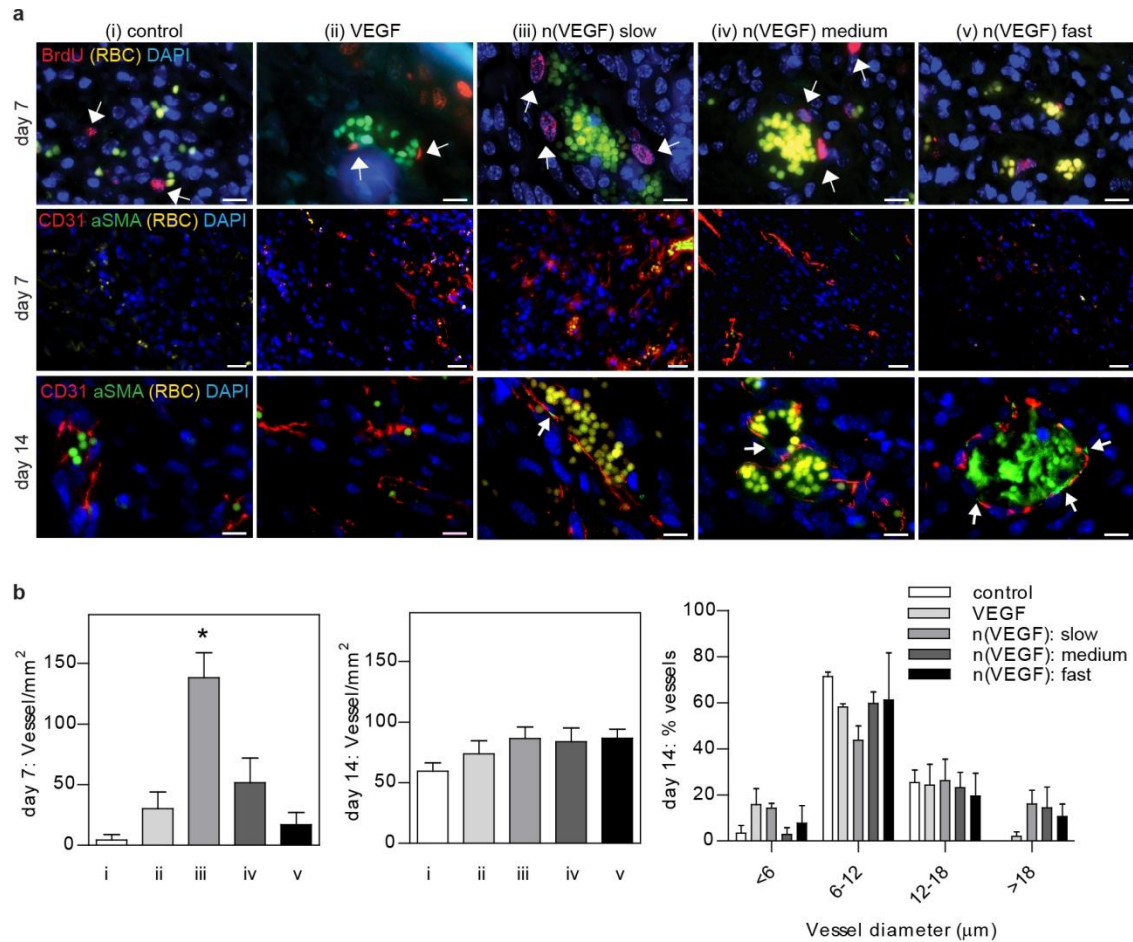 a
(i) control (ii) VEGF (iii) n(VEGF) slow (iv) n(VEGF) medium (v) n(VEGF) fast
BrdU (RBC) DAPI
day 7
CD31 aSMA (RBC) DAPI
day 7
CD31 aSMA (RBC) DAPI
day 14
b
day 7: Vessel/mm²
150
100
50
0
i ii iii iv v
*
day 14: Vessel/mm²
150
100
50
0
i ii iii iv v
day 14: % vessels
80
60
40
20
0
<6 6-12 12-18 >18
Vessel diameter (μm)
control
VEGF
n(VEGF): slow
n(VEGF): medium
n(VEGF): fast